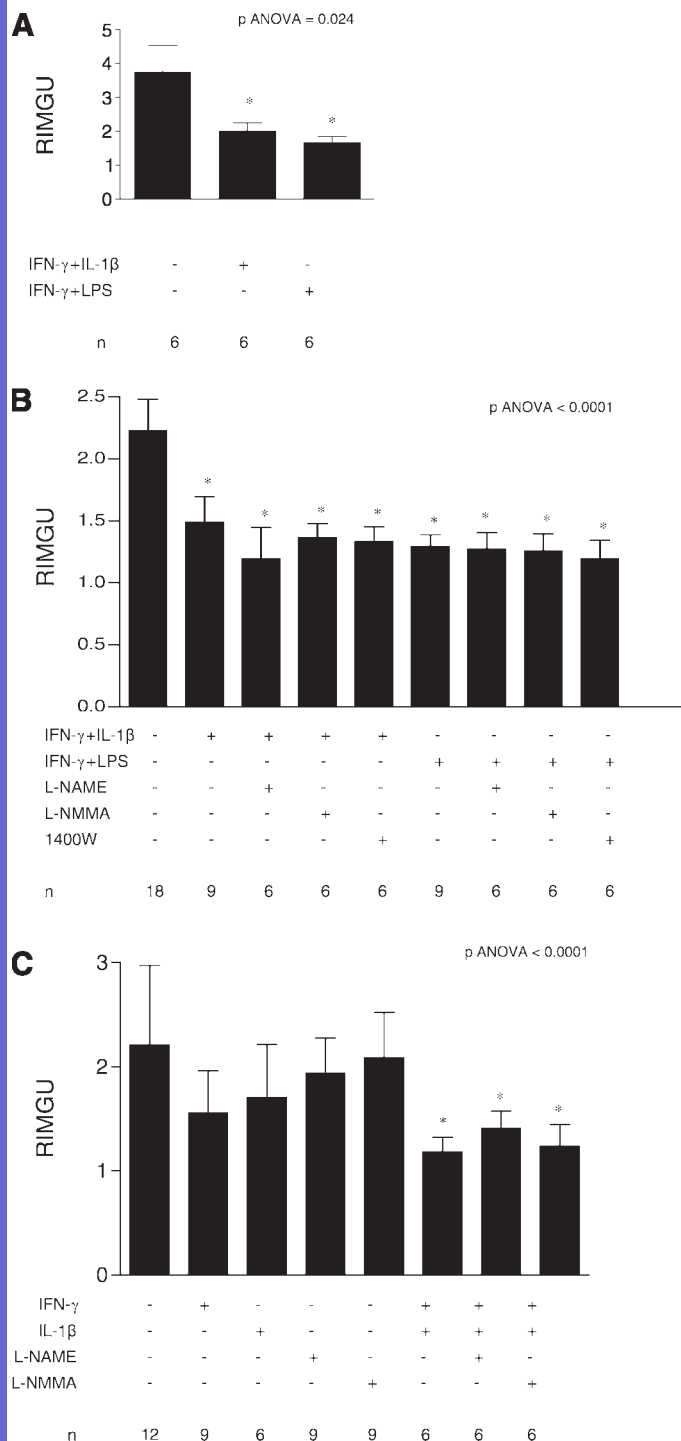 A
p ANOVA = 0.024
RIMGU
5
4
3
2
1
0
*
*
IFN-γ+IL-1β - + -
IFN-γ+LPS - - +
n 6 6 6
B
p ANOVA < 0.0001
RIMGU
2.5
2.0
1.5
1.0
0.5
0.0
* * * * * * * *
IFN-γ+IL-1β - + + + + - - - -
IFN-γ+LPS - - - - - + + + +
L-NAME - - + - - - + - -
L-NMMA - - - + - - - + -
1400W - - - - + - - - +
n 18 9 6 6 6 9 6 6 6
C
p ANOVA < 0.0001
RIMGU
3
2
1
0
* * *
IFN-γ - + - - - + + +
IL-1β - - + - - + + +
L-NAME - - - + - - + -
L-NMMA - - - - + - - +
n 12 9 6 9 9 6 6 6